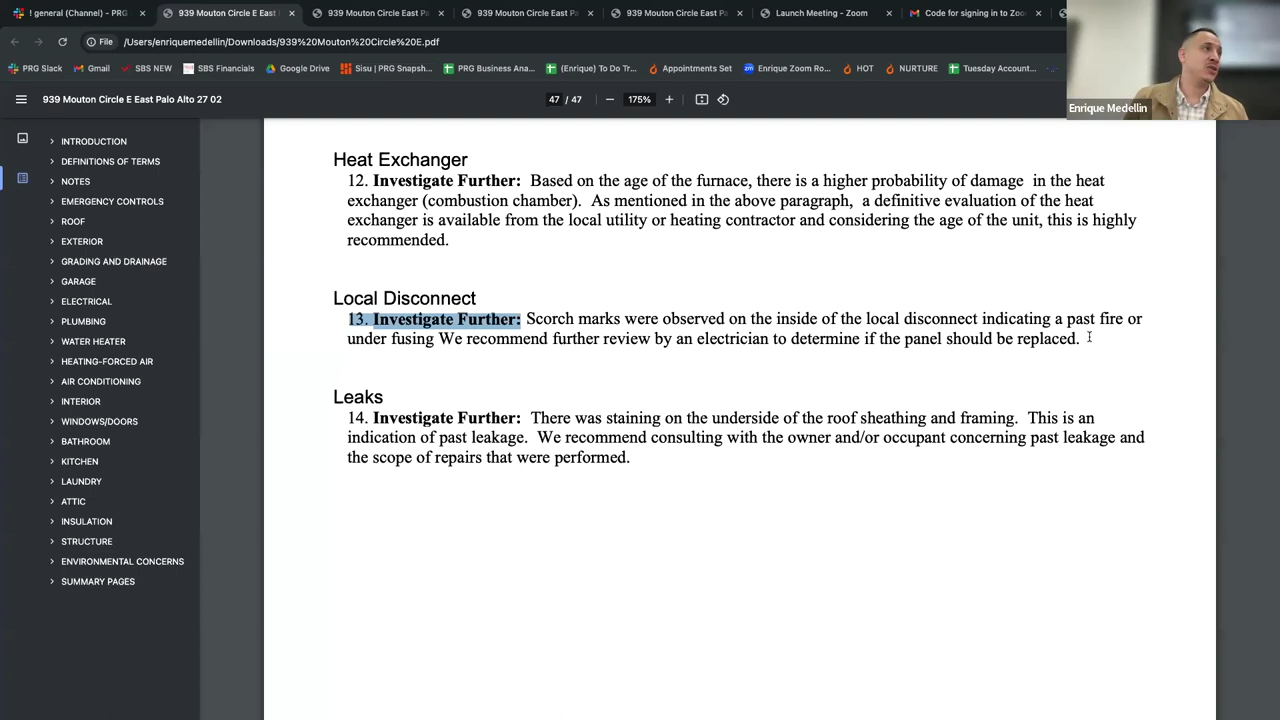 ! general (Channel) - PRG
939 Mouton Circle E East
939 Mouton Circle East Pa
939 Mouton Circle East Pa
939 Mouton Circle East Pa
Launch Meeting - Zoom
Code for signing in to Zoo
File /Users/enriquemedellin/Downloads/939%20Mouton%20Circle%20E.pdf
PRG Slack
Gmail
SBS NEW
SBS Financials
Google Drive
Sisu | PRG Snapsh...
PRG Business Ana...
(Enrique) To Do Tr...
Appointments Set
Enrique Zoom Ro...
HOT
NURTURE
Tuesday Account...
Enrique Medellin
939 Mouton Circle E East Palo Alto 27 02
47 / 47
175%
INTRODUCTION
DEFINITIONS OF TERMS
NOTES
EMERGENCY CONTROLS
ROOF
EXTERIOR
GRADING AND DRAINAGE
GARAGE
ELECTRICAL
PLUMBING
WATER HEATER
HEATING-FORCED AIR
AIR CONDITIONING
INTERIOR
WINDOWS/DOORS
BATHROOM
KITCHEN
LAUNDRY
ATTIC
INSULATION
STRUCTURE
ENVIRONMENTAL CONCERNS
SUMMARY PAGES
Heat Exchanger
12. Investigate Further: Based on the age of the furnace, there is a higher probability of damage in the heat
exchanger (combustion chamber). As mentioned in the above paragraph, a definitive evaluation of the heat
exchanger is available from the local utility or heating contractor and considering the age of the unit, this is highly
recommended.
Local Disconnect
13. Investigate Further: Scorch marks were observed on the inside of the local disconnect indicating a past fire or
under fusing We recommend further review by an electrician to determine if the panel should be replaced.
Leaks
14. Investigate Further: There was staining on the underside of the roof sheathing and framing. This is an
indication of past leakage. We recommend consulting with the owner and/or occupant concerning past leakage and
the scope of repairs that were performed.